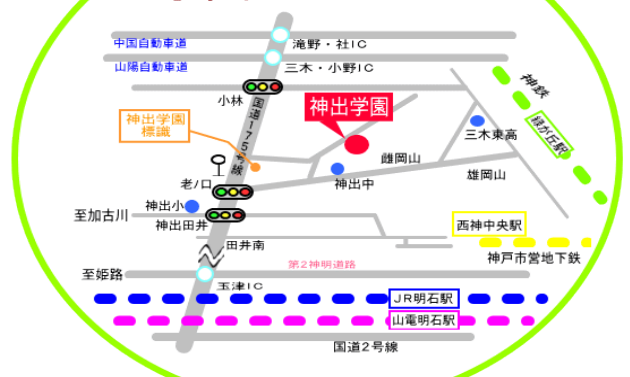 中国自動車道
滝野・社IC
山陽自動車道
三木・小野IC
小林
国道175号線
神出学園
神鉄
緑が丘駅
神出学園
標識
三木東高
雌岡山
雄岡山
老ノ口
神出中
神出小
至加古川
神出田井
西神中央駅
田井南
神戸市営地下鉄
第2神明道路
至姫路
玉津IC
JR明石駅
山電明石駅
国道2号線